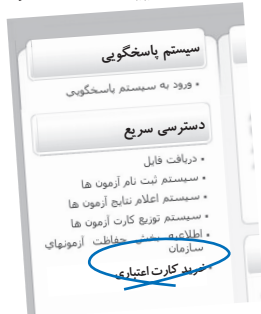 سیستم پاسخگویی
• ورود به سیستم پاسخگویی
دسترسی سریع
• دریافت فایل
• سیستم ثبت نام آزمون ها
• سیستم اعلام نتایج آزمون ها
• سیستم توزیع کارت آزمون ها
• اطلاعیه بخش حفاظت آزمونهای
سازمان
• خرید کارت اعتباری